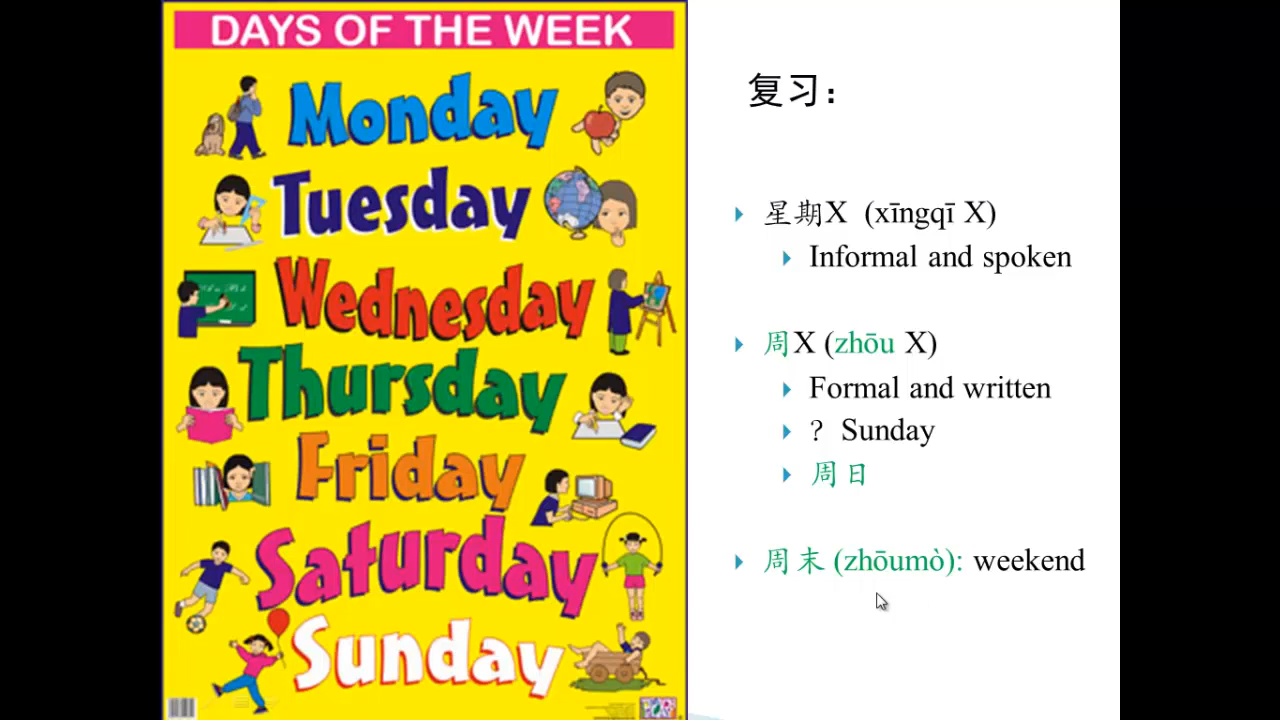 DAYS OF THE WEEK
Monday
Tuesday
Wednesday
Thursday
Friday
Saturday
Sunday
复习：
星期X (xīngqī X)
Informal and spoken
周X (zhōu X)
Formal and written
? Sunday
周日
周末 (zhōumò): weekend